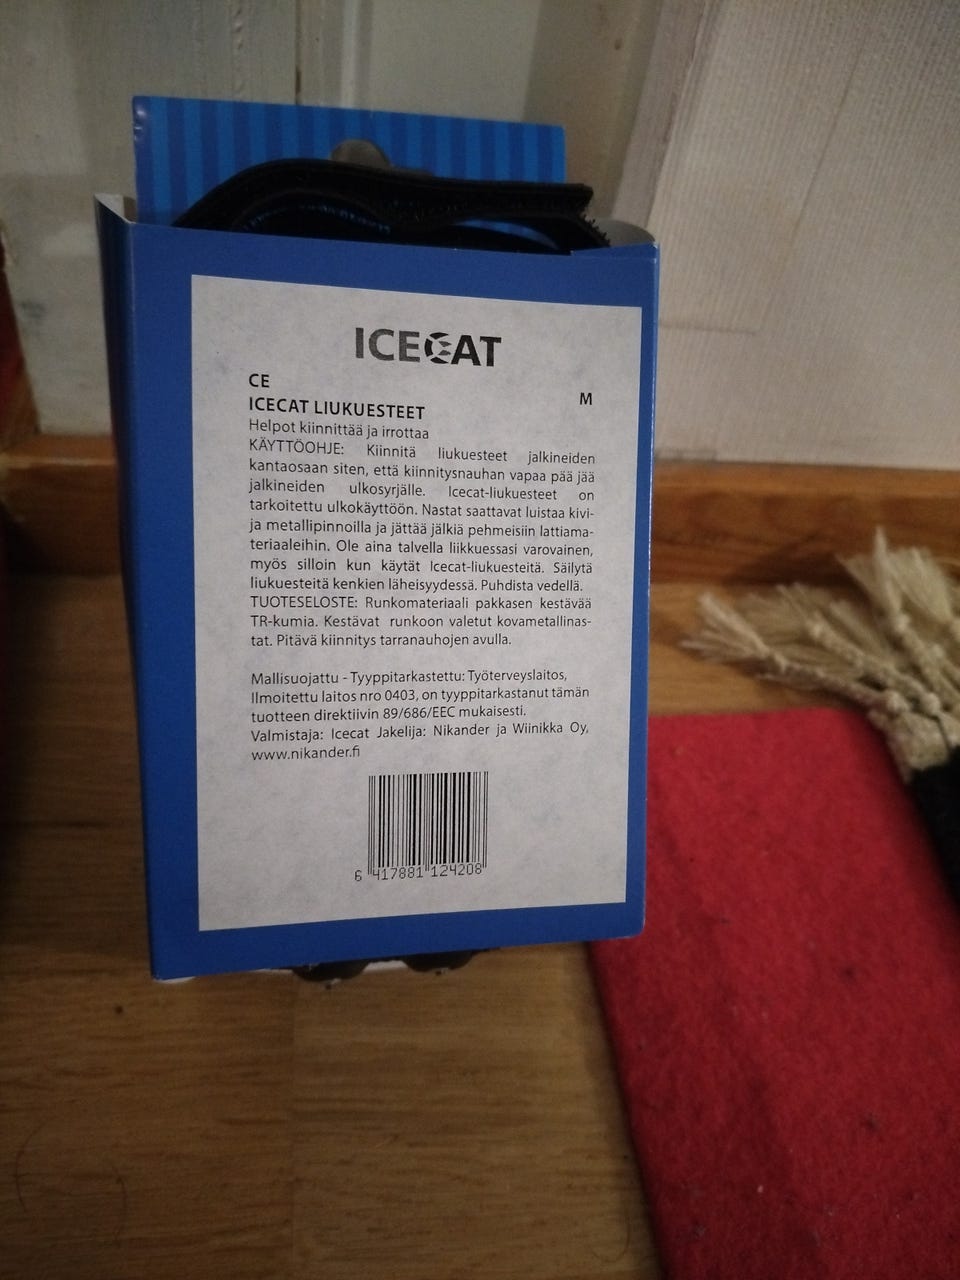 ICECAT
CE
M
ICECAT LIUKUESTEET
Helpot kiinnittää ja irrottaa
KÄYTTÖOHJE: Kiinnitä liukuesteet jalkineiden
kantaosaan siten, että kiinnitysnauhan vapaa pää jää
jalkineiden ulkosyrjälle. Icecat-liukuesteet on
tarkoitettu ulkokäyttöön. Nastat saattavat luistaa kivi-
ja metallipinnoilla ja jättää jälkiä pehmeisiin lattiama-
teriaaleihin. Ole aina talvella liikkuessasi varovainen,
myös silloin kun käytät Icecat-liukuesteitä. Säilytä
liukuesteitä kenkien läheisyydessä. Puhdista vedellä.
TUOTESELOSTE: Runkomateriaali pakkasen kestävää
TR-kumia. Kestävät runkoon valetut kovametallinas-
tat. Pitävä kiinnitys tarranauhojen avulla.
Mallisuojattu - Tyyppitarkastettu: Työterveyslaitos,
Ilmoitettu laitos nro 0403, on tyyppitarkastanut tämän
tuotteen direktiivin 89/686/EEC mukaisesti.
Valmistaja: Icecat Jakelija: Nikander ja Wiinikka Oy,
www.nikander.fi
6 417881 124208